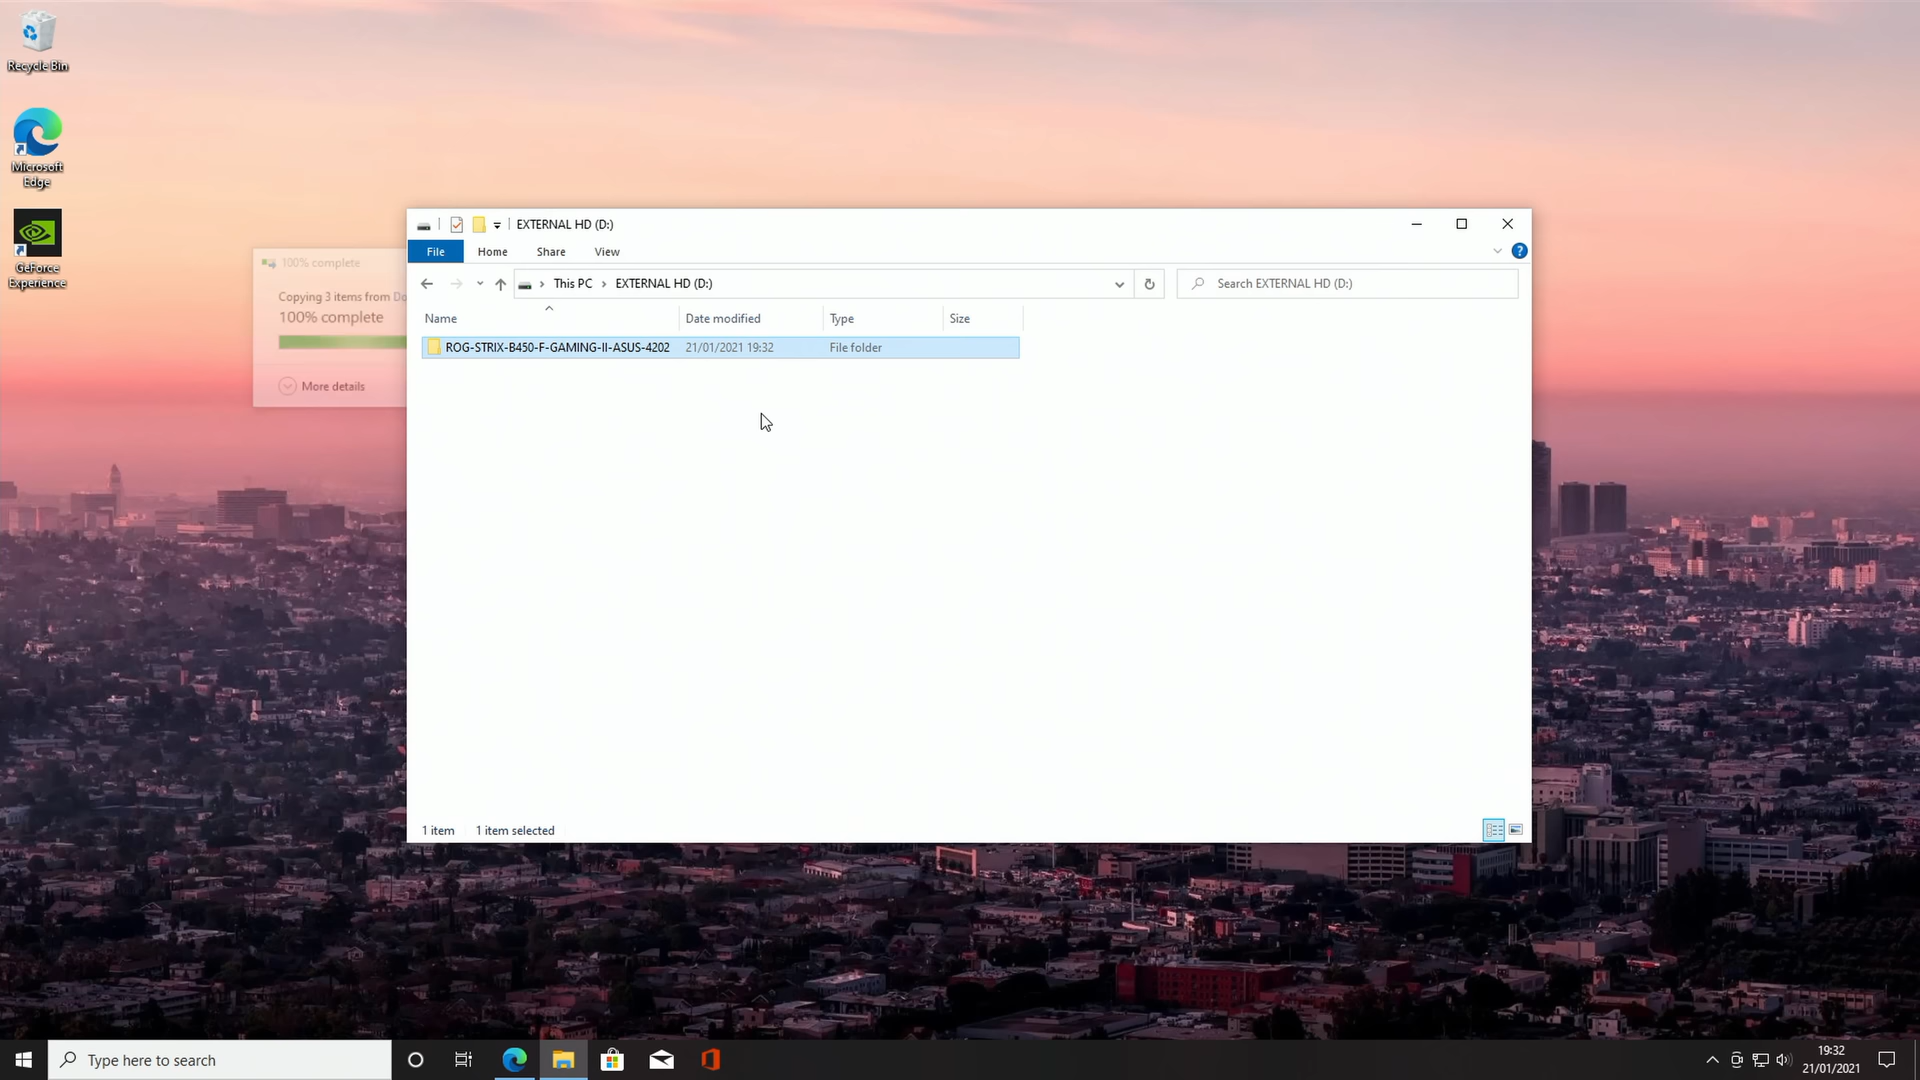 Recycle Bin
Microsoft
Edge
GeForce
Experience
100% complete
Copying 3 items from
100% complete
More details
EXTERNAL HD (D:)
File
Home
Share
View
This PC
EXTERNAL HD (D:)
Search EXTERNAL HD (D:)
Name
Date modified
Type
Size
ROG-STRIX-B450-F-GAMING-II-ASUS-4202
21/01/2021 19:32
File folder
1 item
1 item selected
Type here to search
19:32
21/01/2021